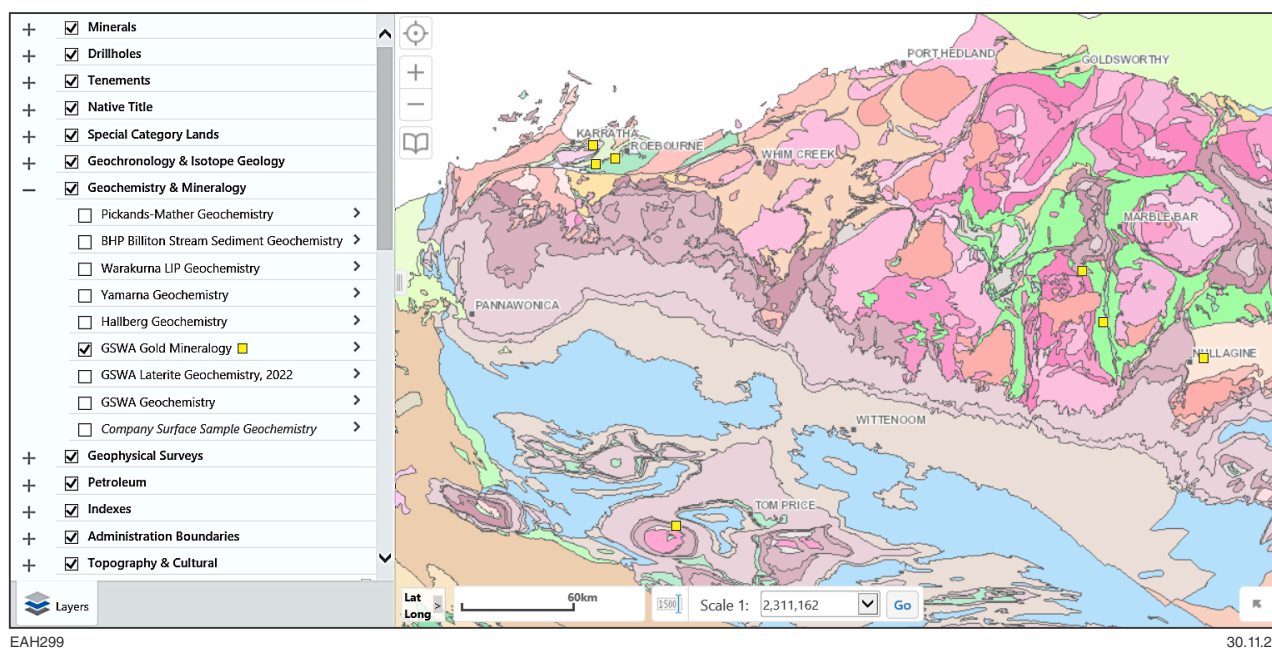 Minerals
Drillholes
Tenements
Native Title
Special Category Lands
Geochronology & Isotope Geology
Geochemistry & Mineralogy
Pickands-Mather Geochemistry
BHP Billiton Stream Sediment Geochemistry
Warakurna LIP Geochemistry
Yamarna Geochemistry
Hallberg Geochemistry
GSWA Gold Mineralogy
GSWA Laterite Geochemistry, 2022
GSWA Geochemistry
Company Surface Sample Geochemistry
Geophysical Surveys
Petroleum
Indexes
Administration Boundaries
Topography & Cultural
Layers
PORT HEDLAND
GOLDSWORTHY
KARRATHA
ROEBOURNE
WHIM CREEK
MARBLE BAR
PANNAWONICA
NULLAGINE
WITTENOOM
TOM PRICE
Lat
Long
>
60km
1:500
Scale 1:
2,311,162
Go
EAH299
30.11.2